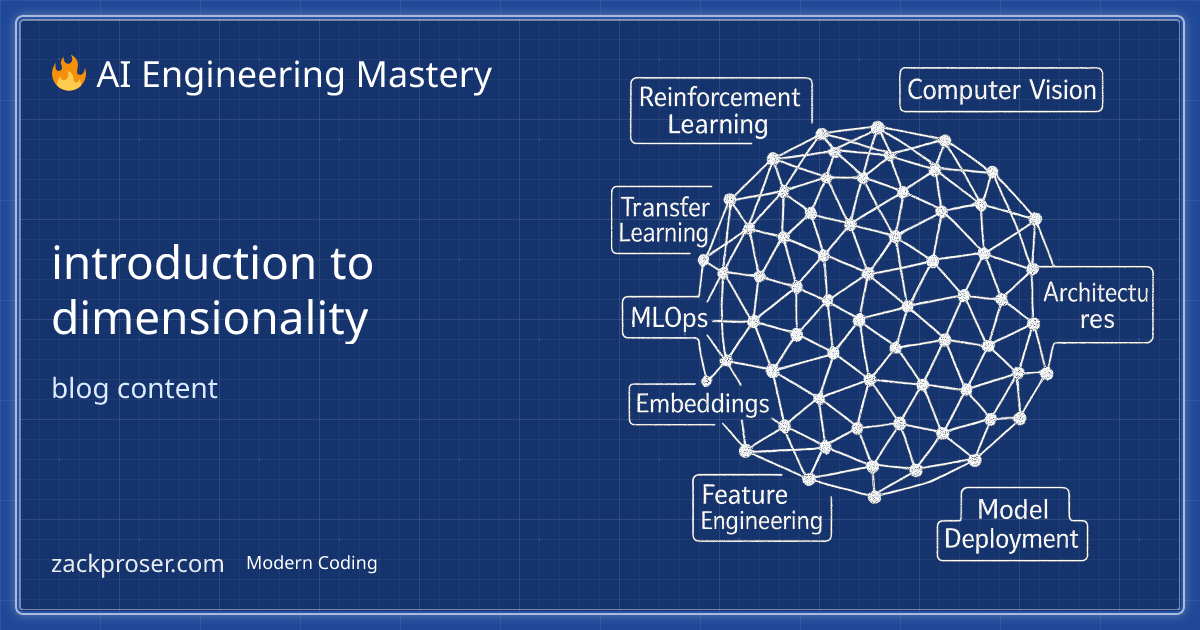 🔥 AI Engineering Mastery
introduction to
dimensionality
blog content
zackproser.com
Modern Coding
Reinforcement
Learning
Computer Vision
Transfer
Learning
MLOps
Architectu
res
Embeddings
Feature
Engineering
Model
Deployment